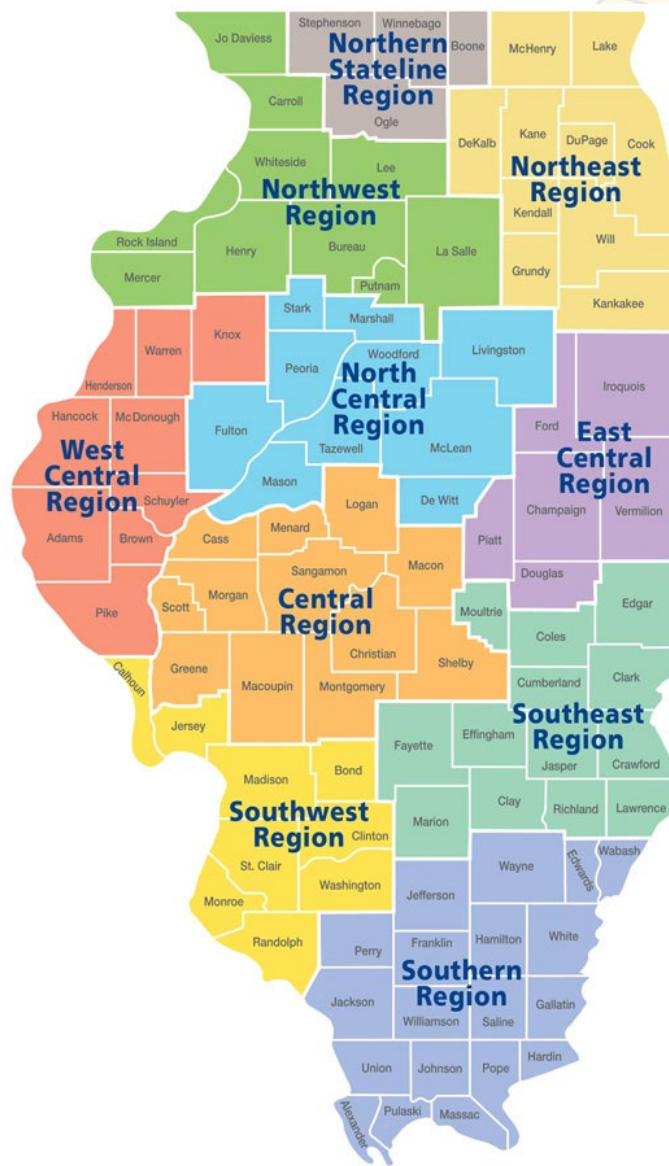 Jo Daviess
Stephenson
Winnebago
Boone
McHenry
Lake
Northern
Stateline
Region
Carroll
Ogle
DeKalb
Kane
DuPage
Cook
Northeast
Region
Whiteside
Lee
Northwest
Region
Kendall
Rock Island
Henry
Bureau
La Salle
Will
Mercer
Putnam
Grundy
Kankakee
Stark
Marshall
Knox
Warren
Henderson
Peoria
Woodford
Livingston
Iroquois
North
Central
Region
Hancock
McDonough
Fulton
Tazewell
McLean
Ford
East
Central
Region
West
Central
Region
Mason
Schuyler
Logan
De Witt
Champaign
Vermilion
Adams
Brown
Cass
Menard
Piatt
Sangamon
Macon
Douglas
Pike
Scott
Morgan
Central
Region
Moultrie
Edgar
Coles
Christian
Shelby
Greene
Macoupin
Montgomery
Cumberland
Clark
Calhoun
Jersey
Southeast
Region
Fayette
Effingham
Jasper
Crawford
Madison
Bond
Southwest
Region
Clinton
Clay
Richland
Lawrence
Marion
St. Clair
Washington
Wayne
Edwards
Wabash
Monroe
Jefferson
Randolph
Perry
Franklin
Hamilton
White
Southern
Region
Jackson
Williamson
Saline
Gallatin
Union
Johnson
Pope
Hardin
Alexander
Pulaski
Massac